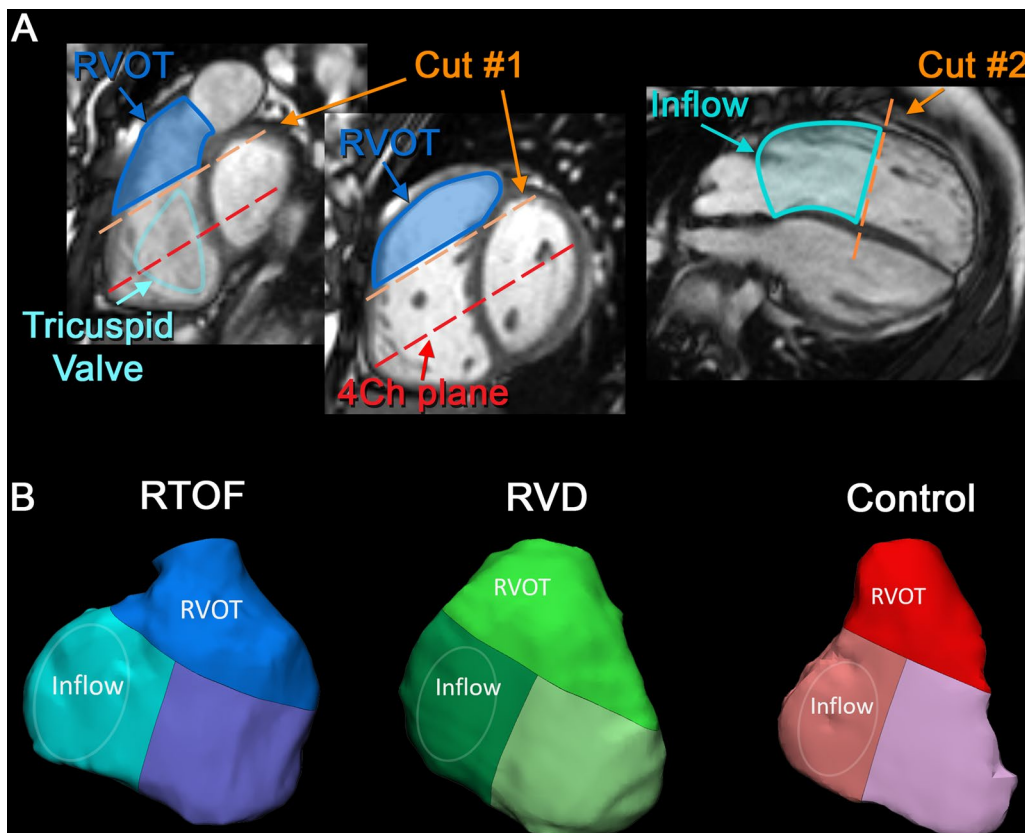 A
RVOT
Cut #1
Cut #2
Inflow
RVOT
Tricuspid
Valve
4Ch plane
B
RTOF
RVD
Control
RVOT
RVOT
RVOT
Inflow
Inflow
Inflow